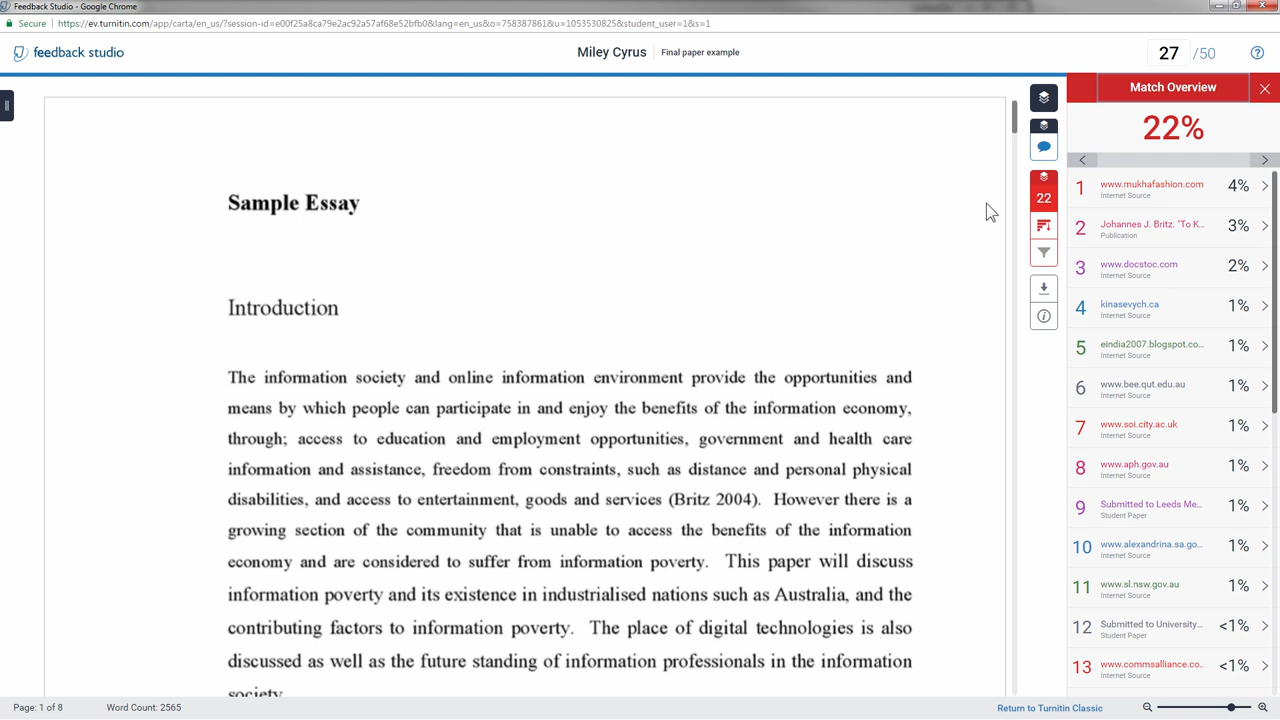 Feedback Studio - Google Chrome
Secure https://ev.turnitin.com/app/carta/en_us/?session-id=e00f25a8ca79e2ac92a57af68e52bfb0&lang=en_us&o=758387861&u=1053530825&student_user=1&s=1
feedback studio Miley Cyrus Final paper example 27 /50 ?
Match Overview
22%
Sample Essay
Introduction
The information society and online information environment provide the opportunities and
means by which people can participate in and enjoy the benefits of the information economy,
through; access to education and employment opportunities, government and health care
information and assistance, freedom from constraints, such as distance and personal physical
disabilities, and access to entertainment, goods and services (Britz 2004). However there is a
growing section of the community that is unable to access the benefits of the information
economy and are considered to suffer from information poverty. This paper will discuss
information poverty and its existence in industrialised nations such as Australia, and the
contributing factors to information poverty. The place of digital technologies is also
discussed as well as the future standing of information professionals in the information
society.
22
1 www.mukhafashion.com 4%
Internet Source
2 Johannes J. Britz. "To K... 3%
Publication
3 www.docstoc.com 2%
Internet Source
4 kinasevych.ca 1%
Internet Source
5 eindia2007.blogspot.co... 1%
Internet Source
6 www.bee.qut.edu.au 1%
Internet Source
7 www.soi.city.ac.uk 1%
Internet Source
8 www.aph.gov.au 1%
Internet Source
9 Submitted to Leeds Me... 1%
Student Paper
10 www.alexandrina.sa.go... 1%
Internet Source
11 www.sl.nsw.gov.au 1%
Internet Source
12 Submitted to University... <1%
Student Paper
13 www.commsalliance.co... <1%
Internet Source
Page: 1 of 8 Word Count: 2565 Return to Turnitin Classic